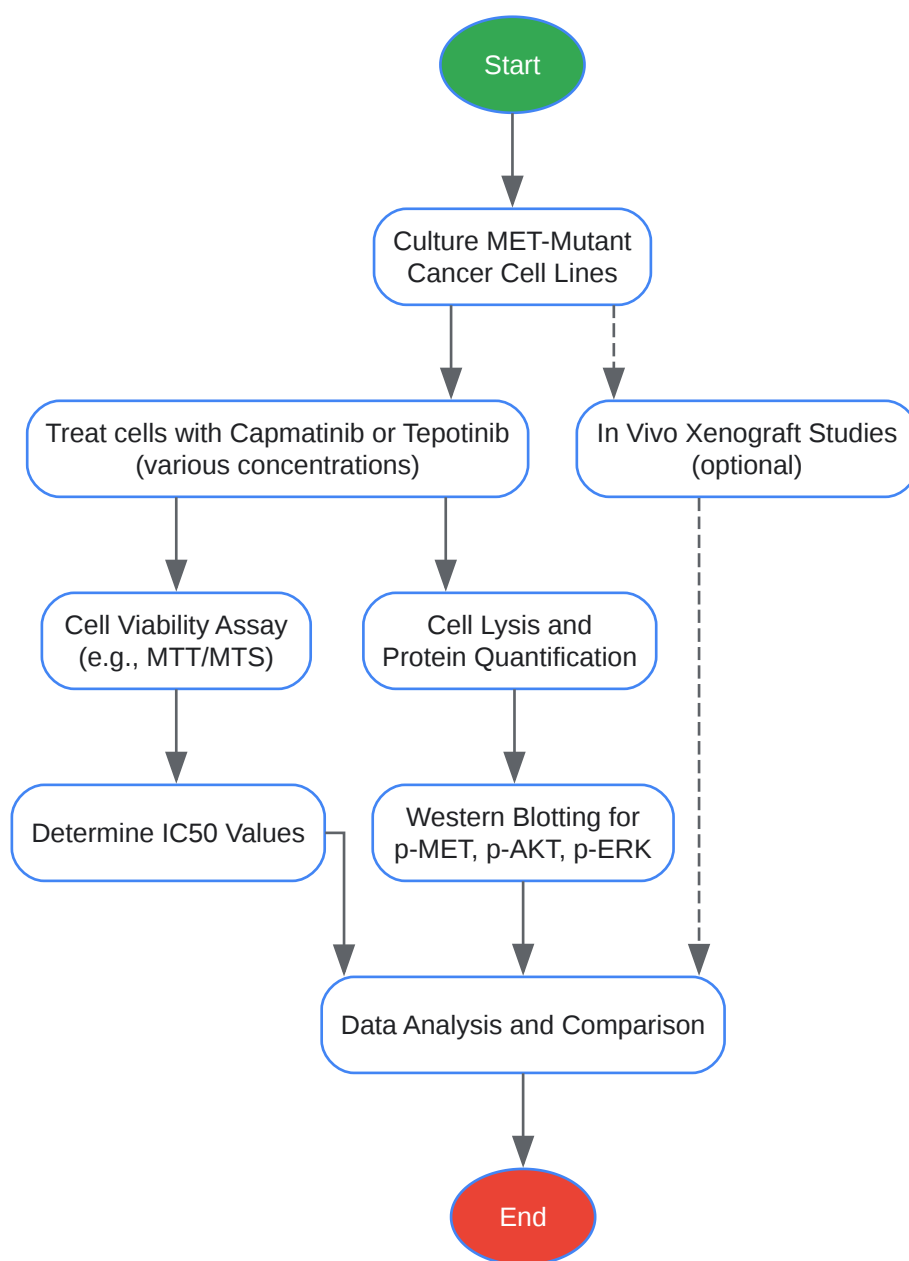 Start
Culture MET-Mutant
Cancer Cell Lines
Treat cells with Capmatinib or Tepotinib
(various concentrations)
In Vivo Xenograft Studies
(optional)
Cell Viability Assay
(e.g., MTT/MTS)
Cell Lysis and
Protein Quantification
Determine IC50 Values
Western Blotting for
p-MET, p-AKT, p-ERK
Data Analysis and Comparison
End